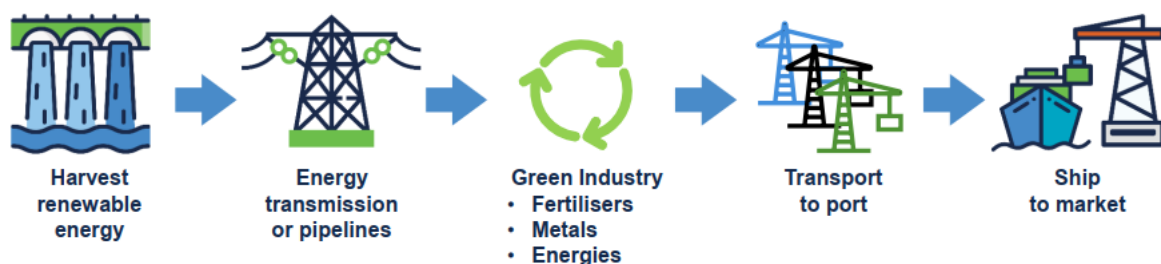 Harvest
renewable
energy
Energy
transmission
or pipelines
Green Industry
• Fertilisers
• Metals
• Energies
Transport
to port
Ship
to market